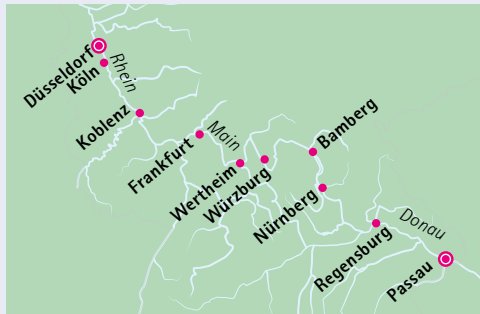 Düsseldorf
Köln
Rhein
Koblenz
Frankfurt
Main
Wertheim
Würzburg
Bamberg
Nürnberg
Regensburg
Donau
Passau